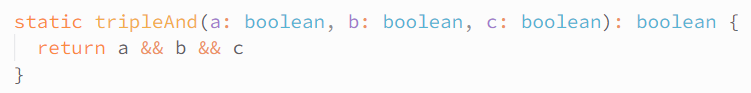 static tripleAnd(a: boolean, b: boolean, c: boolean): boolean {
  return a && b && c
}